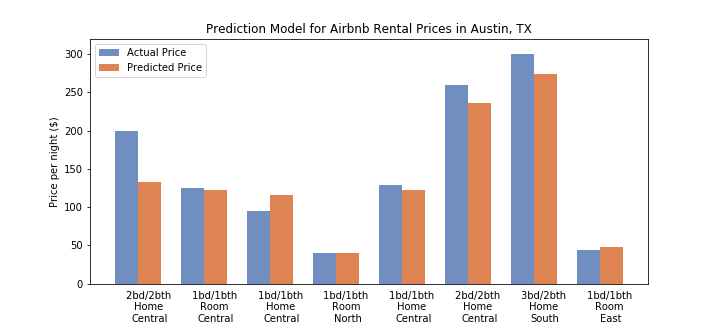 Prediction Model for Airbnb Rental Prices in Austin, TX
Actual Price
Predicted Price
Price per night ($)
300
250
200
150
100
50
0
2bd/2bth
Home
Central
1bd/1bth
Room
Central
1bd/1bth
Home
Central
1bd/1bth
Room
North
1bd/1bth
Home
Central
2bd/2bth
Home
Central
3bd/2bth
Home
South
1bd/1bth
Room
East